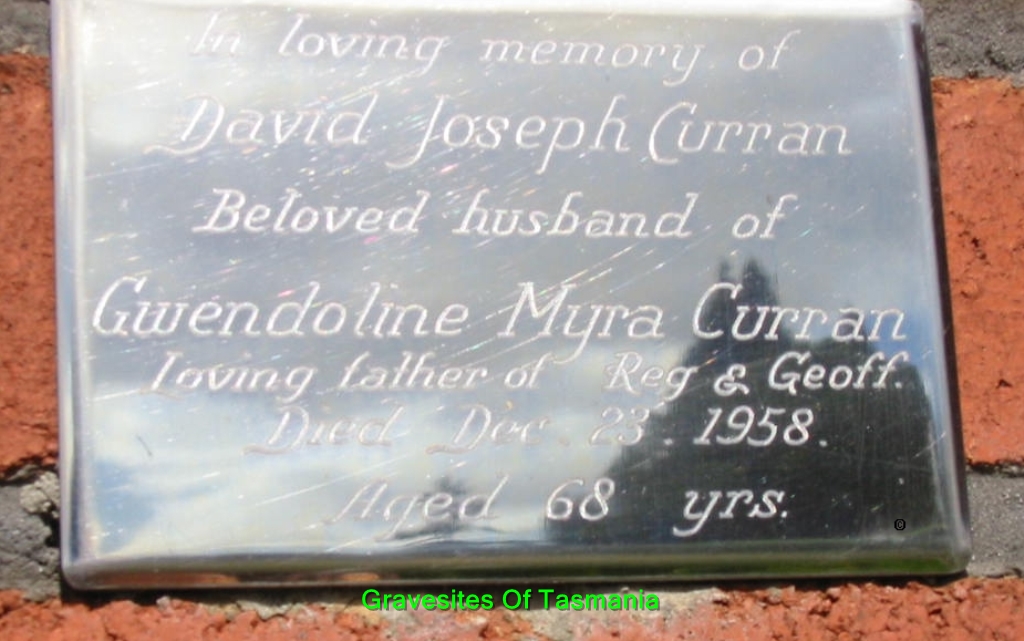 In loving memory of
David Joseph Curran
Beloved husband of
Gwendoline Myra Curran
Loving father of Reg & Geoff.
Died Dec. 23. 1958.
Aged 68 yrs.
©
Gravesites Of Tasmania